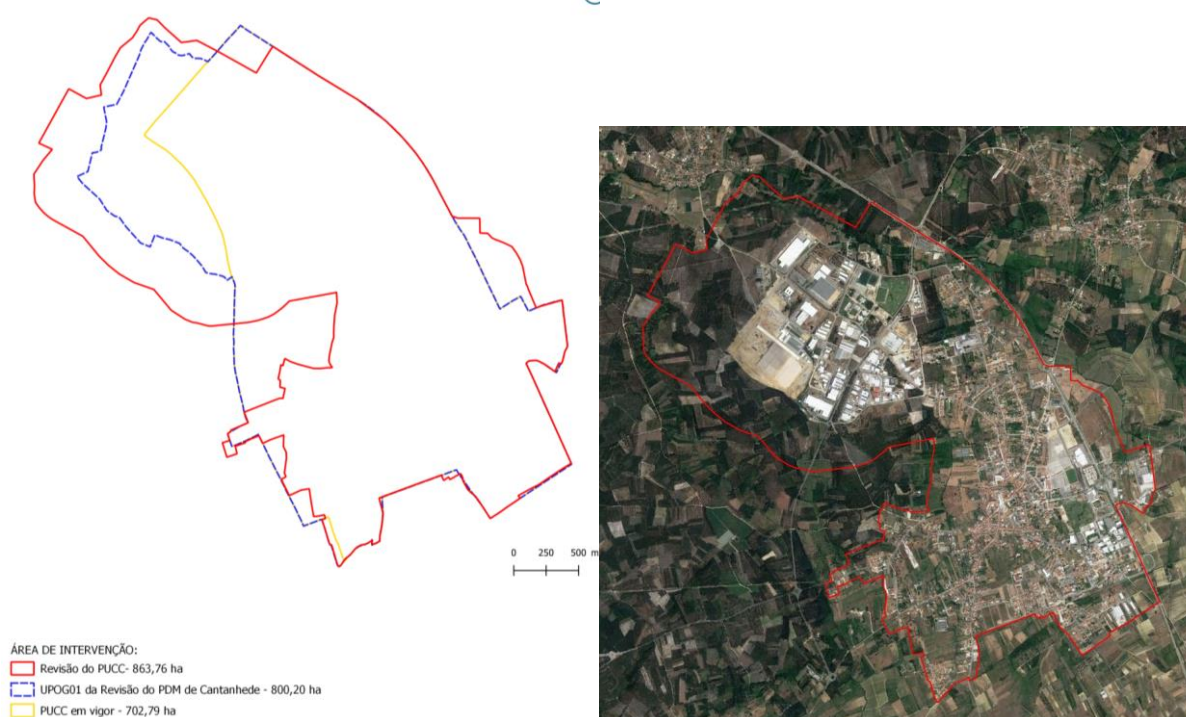 0 250 500 m
ÁREA DE INTERVENÇÃO:
Revisão do PUCC- 863,76 ha
UPOG01 da Revisão do PDM de Cantanhede - 800,20 ha
PUCC em vigor - 702,79 ha